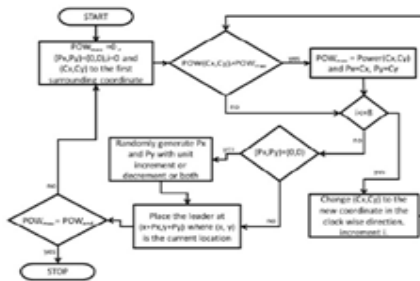 START
POWmax =0 ,
(Px,Py)=(0,0),i=0 and
(Cx,Cy) to the first
surrounding coordinate
POW(Cx,Cy)>POWmax
yes
POWmax = Power(Cx,Cy)
and Px=Cx, Py=Cy
no
i<8
no
yes
(Px,Py)=(0,0)
yes
no
Randomly generate Px
and Py with unit
increment or
decrement or both
Place the leader at
(x+Px,y+Py) where (x, y)
is the current location
Change (Cx,Cy) to the
new coordinate in the
clock wise direction,
increment i.
no
yes
STOP